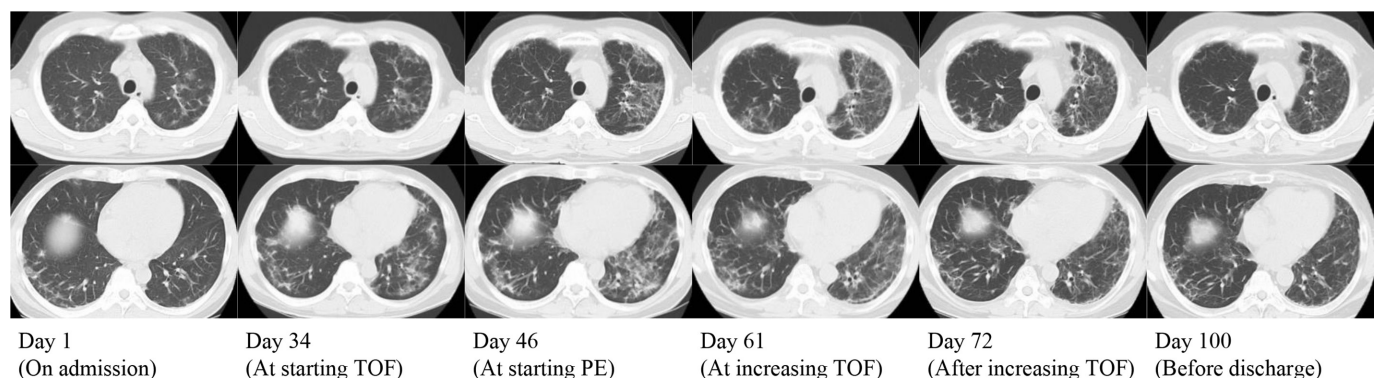 Day 1
(On admission)
Day 34
(At starting TOF)
Day 46
(At starting PE)
Day 61
(At increasing TOF)
Day 72
(After increasing TOF)
Day 100
(Before discharge)